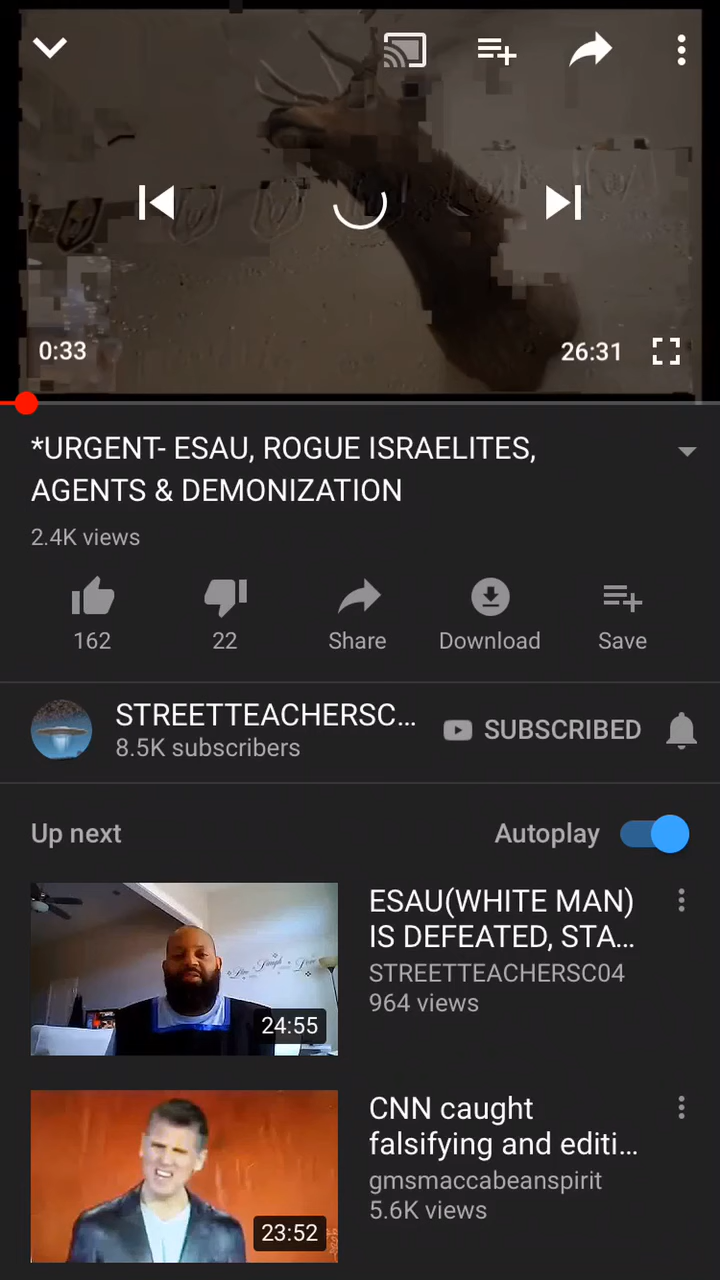 0:33
26:31
*URGENT- ESAU, ROGUE ISRAELITES,
AGENTS & DEMONIZATION
2.4K views
162
22
Share
Download
Save
STREETTEACHERSC...
8.5K subscribers
SUBSCRIBED
Up next
Autoplay
24:55
ESAU(WHITE MAN)
IS DEFEATED, STA...
STREETTEACHERSC04
964 views
23:52
CNN caught
falsifying and editi...
gmsmaccabeanspirit
5.6K views